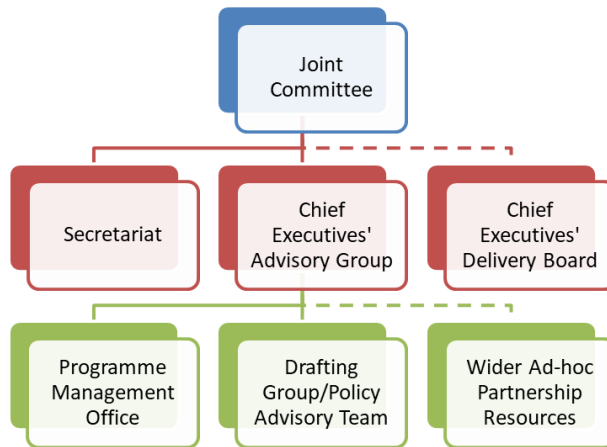 Joint
Committee
Secretariat
Chief
Executives'
Advisory Group
Chief
Executives'
Delivery Board
Programme
Management
Office
Drafting
Group/Policy
Advisory Team
Wider Ad-hoc
Partnership
Resources